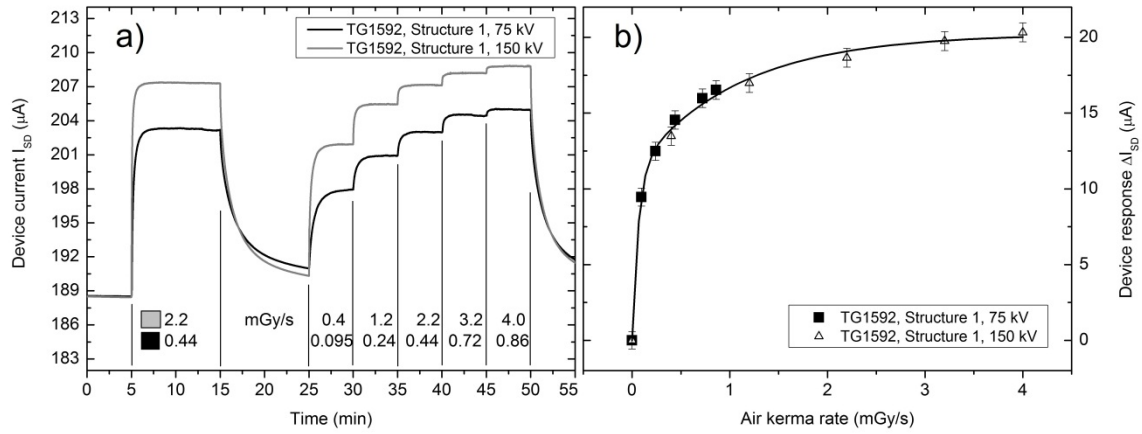 a)
TG1592, Structure 1, 75 kV
TG1592, Structure 1, 150 kV
Device current I_SD (µA)
213
210
207
204
201
198
195
192
189
186
183
2.2 mGy/s 0.4 1.2 2.2 3.2 4.0
0.44 0.095 0.24 0.44 0.72 0.86
0 5 10 15 20 25 30 35 40 45 50 55
Time (min)
b)
TG1592, Structure 1, 75 kV
TG1592, Structure 1, 150 kV
20
15
10
5
0
Device response ΔI_SD (µA)
0 1 2 3 4
Air kerma rate (mGy/s)